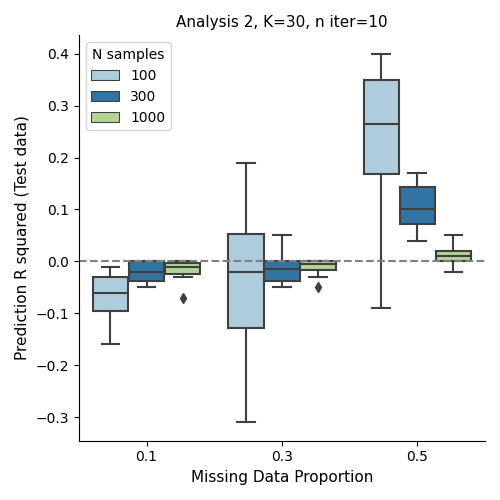 Analysis 2, K=30, n iter=10
Prediction R squared (Test data)
0.4
0.3
0.2
0.1
0.0
−0.1
−0.2
−0.3
N samples
100
300
1000
0.1 0.3 0.5
Missing Data Proportion